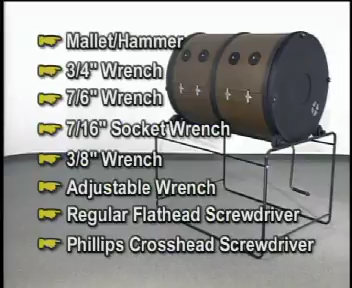 Mallet/Hammer
3/4" Wrench
7/6" Wrench
7/16" Socket Wrench
3/8" Wrench
Adjustable Wrench
Regular Flathead Screwdriver
Phillips Crosshead Screwdriver